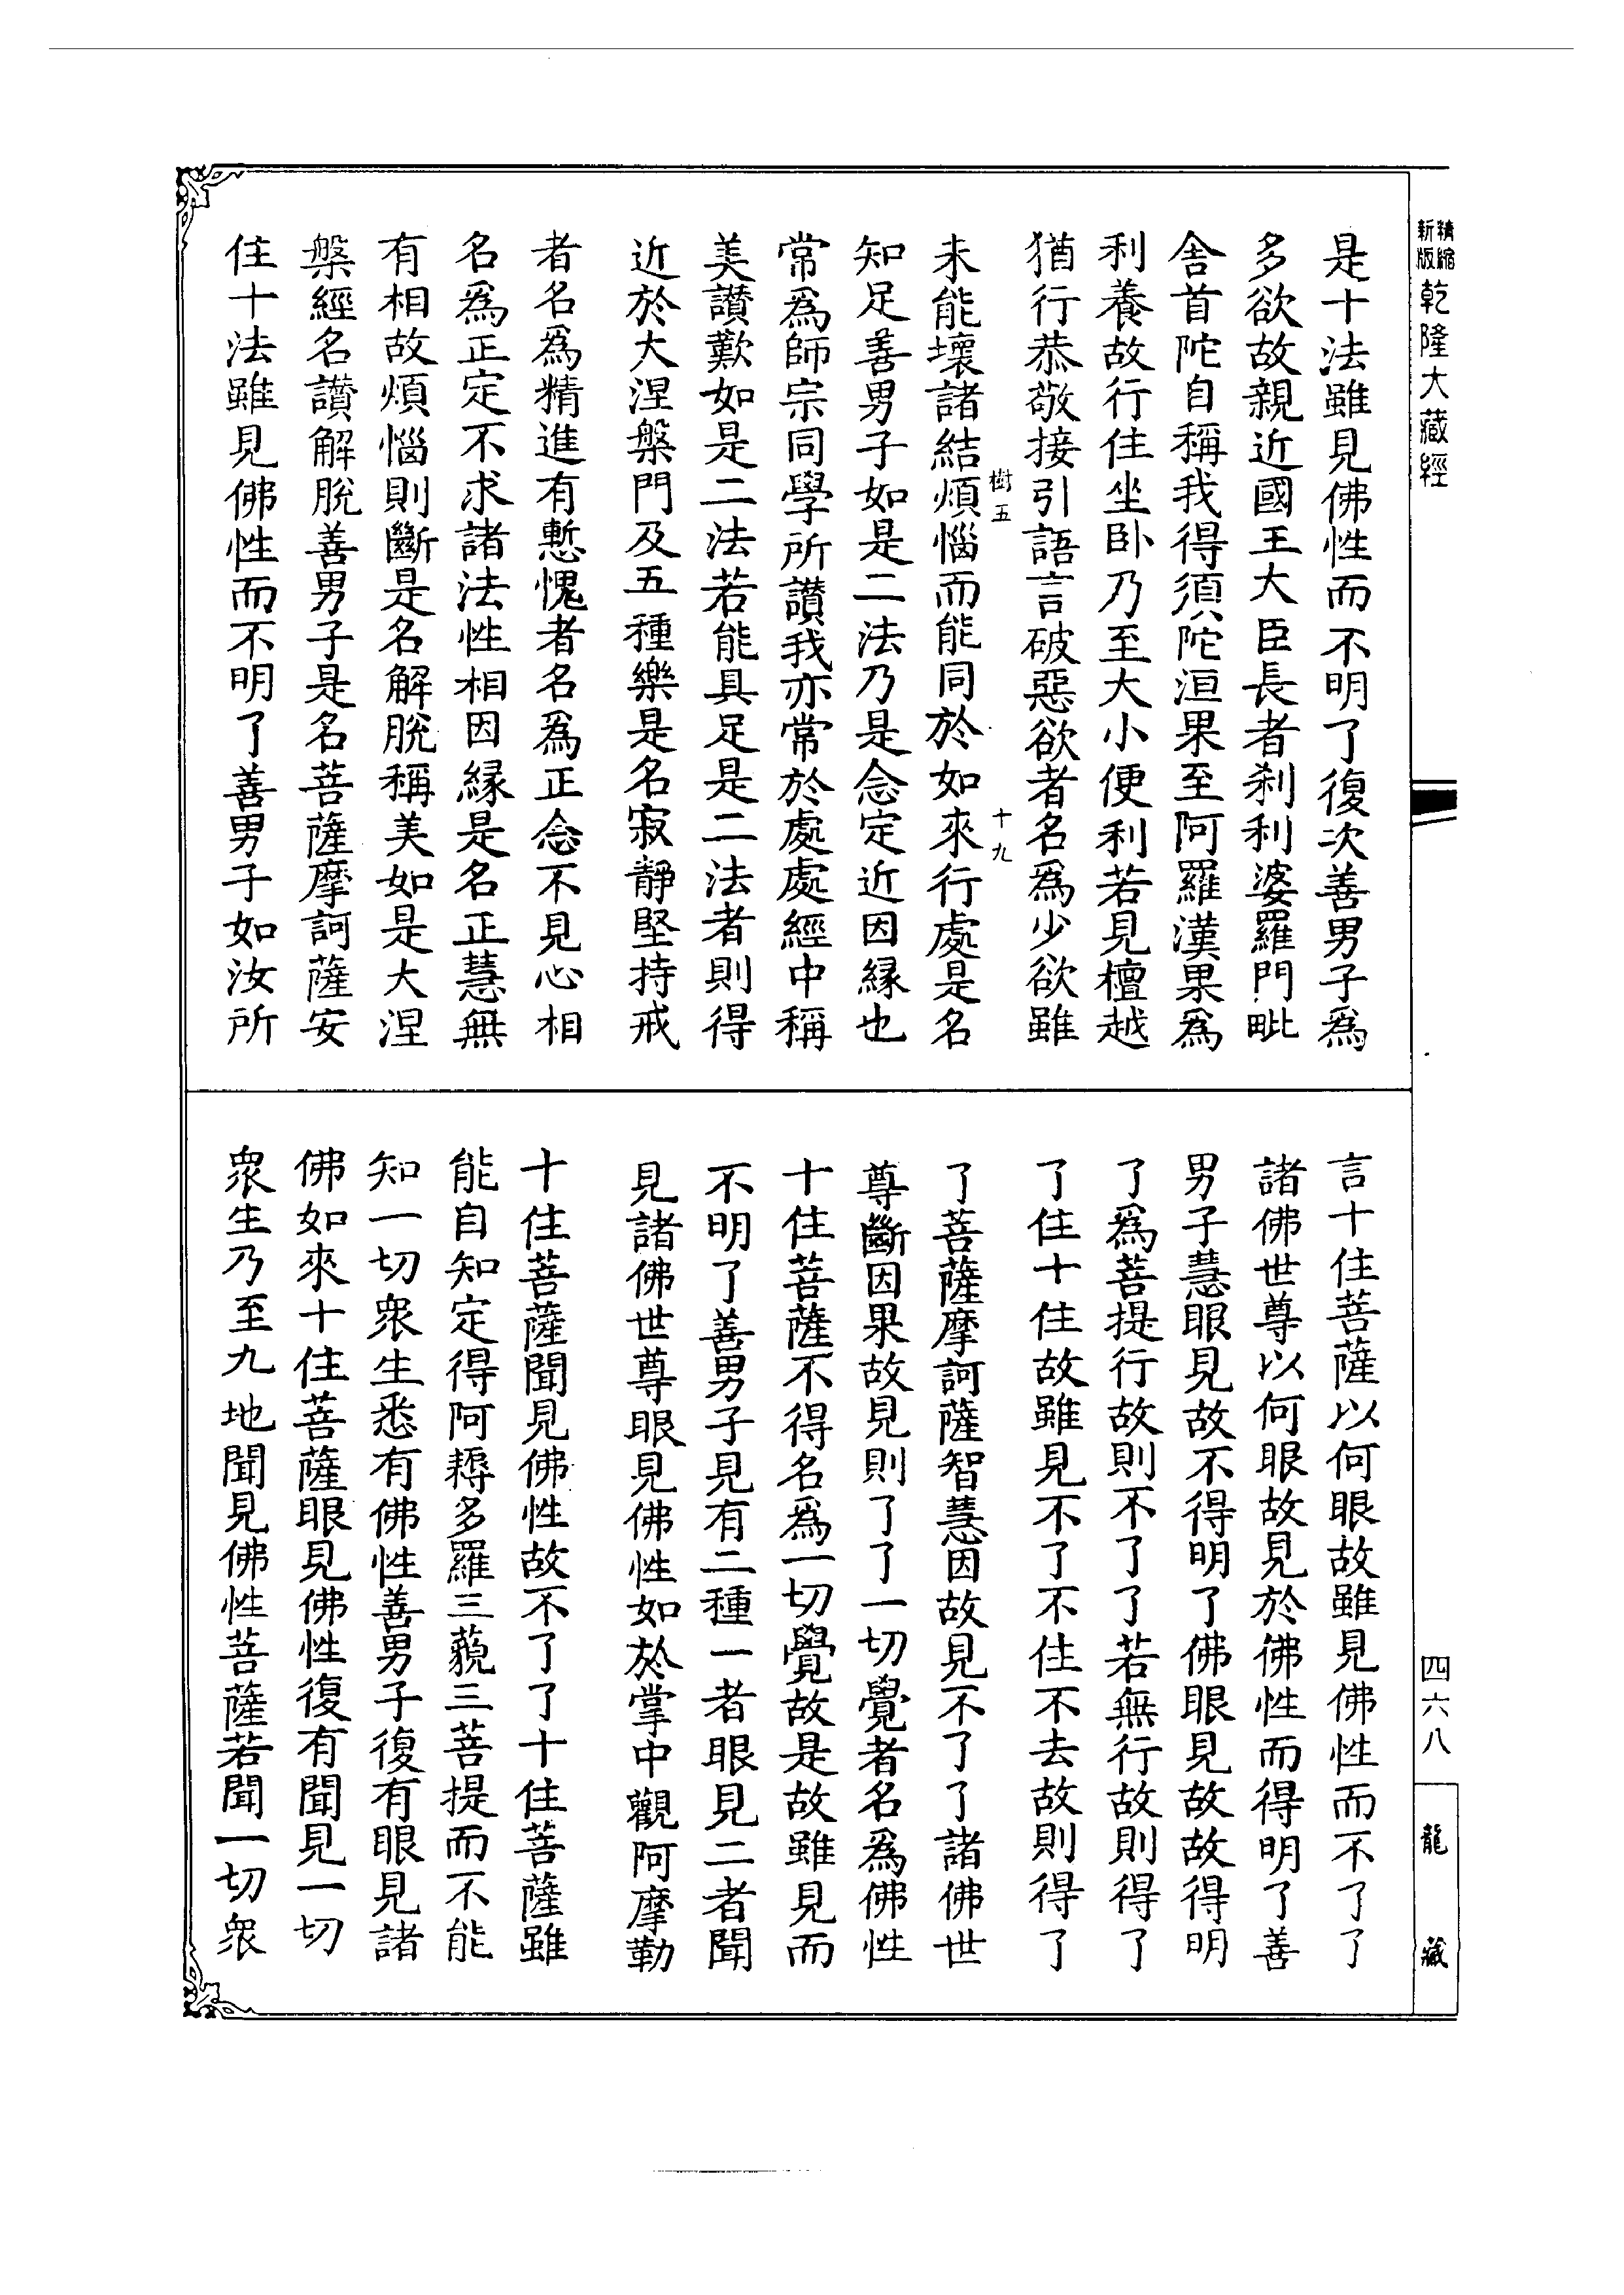 新版
精縮
乾隆大藏經
四六八
龍藏
是十法雖見佛性而不明了復次善男子為
多欲故親近國王大臣長者剎利婆羅門毗
舍首陀自稱我得須陀洹果至阿羅漢果為
利養故行住坐臥乃至大小便利若見檀越
猶行恭敬接引語言破惡欲者名為少欲雖
樹五
十九
未能壞諸結煩惱而能同於如來行處是名
知足善男子如是二法乃是念定近因緣也
常為師宗同學所讚我亦常於處處經中稱
美讚歎如是二法若能具足是二法者則得
近於大涅槃門及五種樂是名寂靜堅持戒
者名為精進有慙愧者名為正念不見心相
名為正定不求諸法性相因緣是名正慧無
有相故煩惱則斷是名解脫稱美如是大涅
槃經名讚解脫善男子是名菩薩摩訶薩安
住十法雖見佛性而不明了善男子如汝所
言十住菩薩以何眼故雖見佛性而不了了
諸佛世尊以何眼故見於佛性而得明了善
男子慧眼見故不得明了佛眼見故故得明
了為菩提行故則不了了若無行故則得了
了住十住故雖見不了不住不去故則得了
了菩薩摩訶薩智慧因故見不了了諸佛世
尊斷因果故見則了了一切覺者名為佛性
十住菩薩不得名為一切覺故是故雖見而
不明了善男子見有二種一者眼見二者聞
見諸佛世尊眼見佛性如於掌中觀阿摩勒
十住菩薩聞見佛性故不了了十住菩薩雖
能自知定得阿耨多羅三藐三菩提而不能
知一切眾生悉有佛性善男子復有眼見諸
佛如來十住菩薩眼見佛性復有聞見一切
眾生乃至九地聞見佛性菩薩若聞一切眾